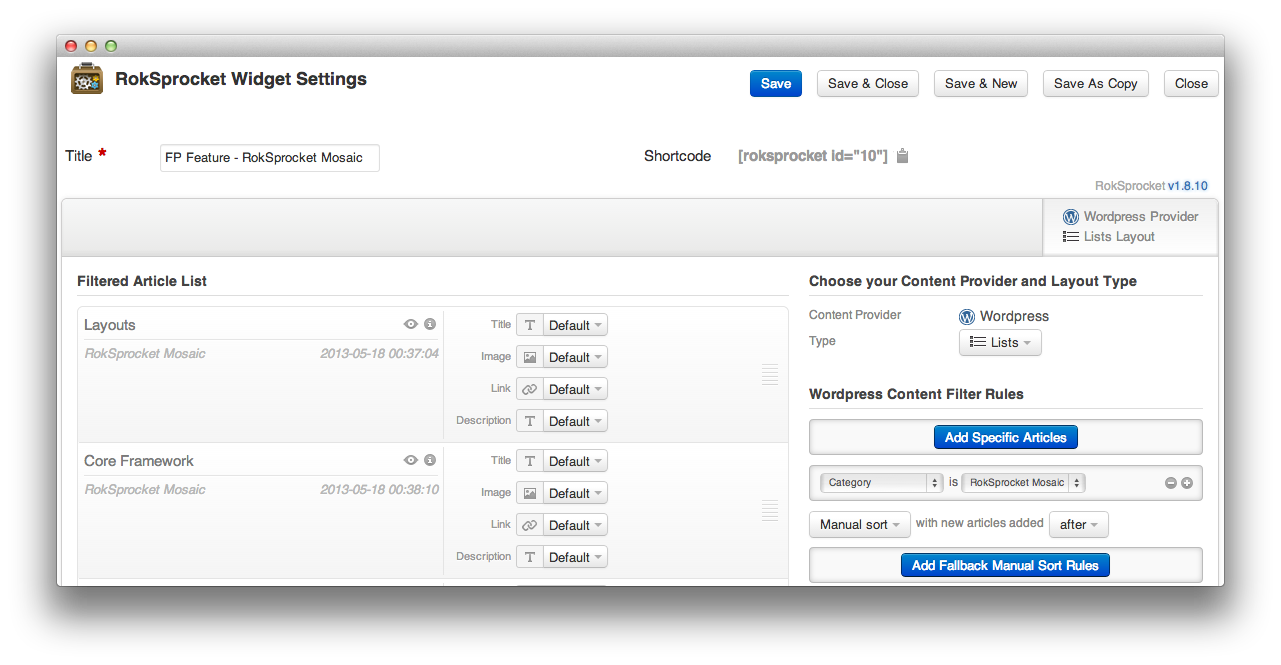 RokSprocket Widget Settings
Save
Save & Close
Save & New
Save As Copy
Close
Title *
FP Feature - RokSprocket Mosaic
Shortcode
[roksprocket id="10"]
RokSprocket v1.8.10
Wordpress Provider
Lists Layout
Filtered Article List
Layouts
RokSprocket Mosaic 2013-05-18 00:37:04
Title T Default
Image Default
Link Default
Description T Default
Core Framework
RokSprocket Mosaic 2013-05-18 00:38:10
Title T Default
Image Default
Link Default
Description T Default
Choose your Content Provider and Layout Type
Content Provider Wordpress
Type Lists
Wordpress Content Filter Rules
Add Specific Articles
Category is RokSprocket Mosaic
Manual sort with new articles added after
Add Fallback Manual Sort Rules